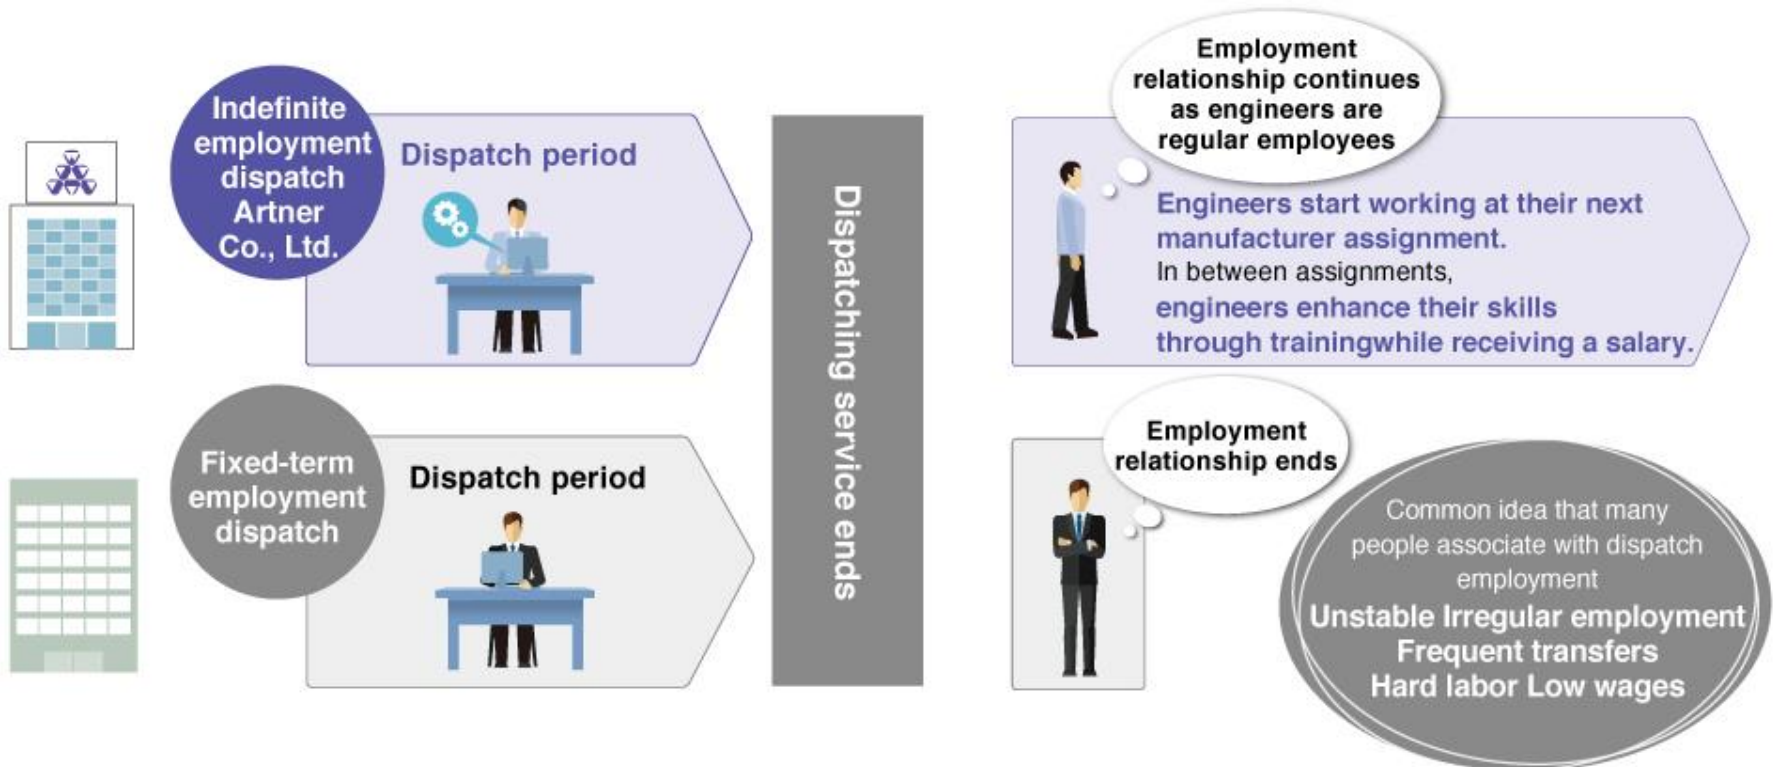 Indefinite
employment
dispatch
Artner
Co., Ltd.
Dispatch period
Fixed-term
employment
dispatch
Dispatch period
Dispatching service ends
Employment
relationship continues
as engineers are
regular employees
Engineers start working at their next
manufacturer assignment.
In between assignments,
engineers enhance their skills
through trainingwhile receiving a salary.
Employment
relationship ends
Common idea that many
people associate with dispatch
employment
Unstable Irregular employment
Frequent transfers
Hard labor Low wages